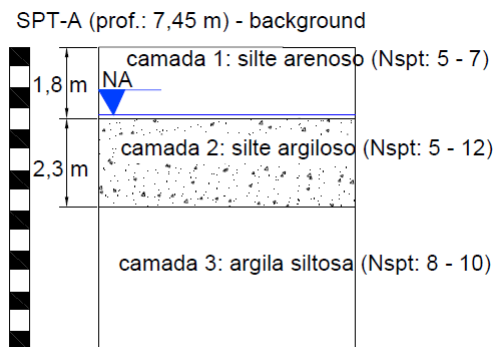 SPT-A (prof.: 7,45 m) - background
camada 1: silte arenoso (Nspt: 5 - 7)
1,8 m
NA
camada 2: silte argiloso (Nspt: 5 - 12)
2,3 m
camada 3: argila siltosa (Nspt: 8 - 10)